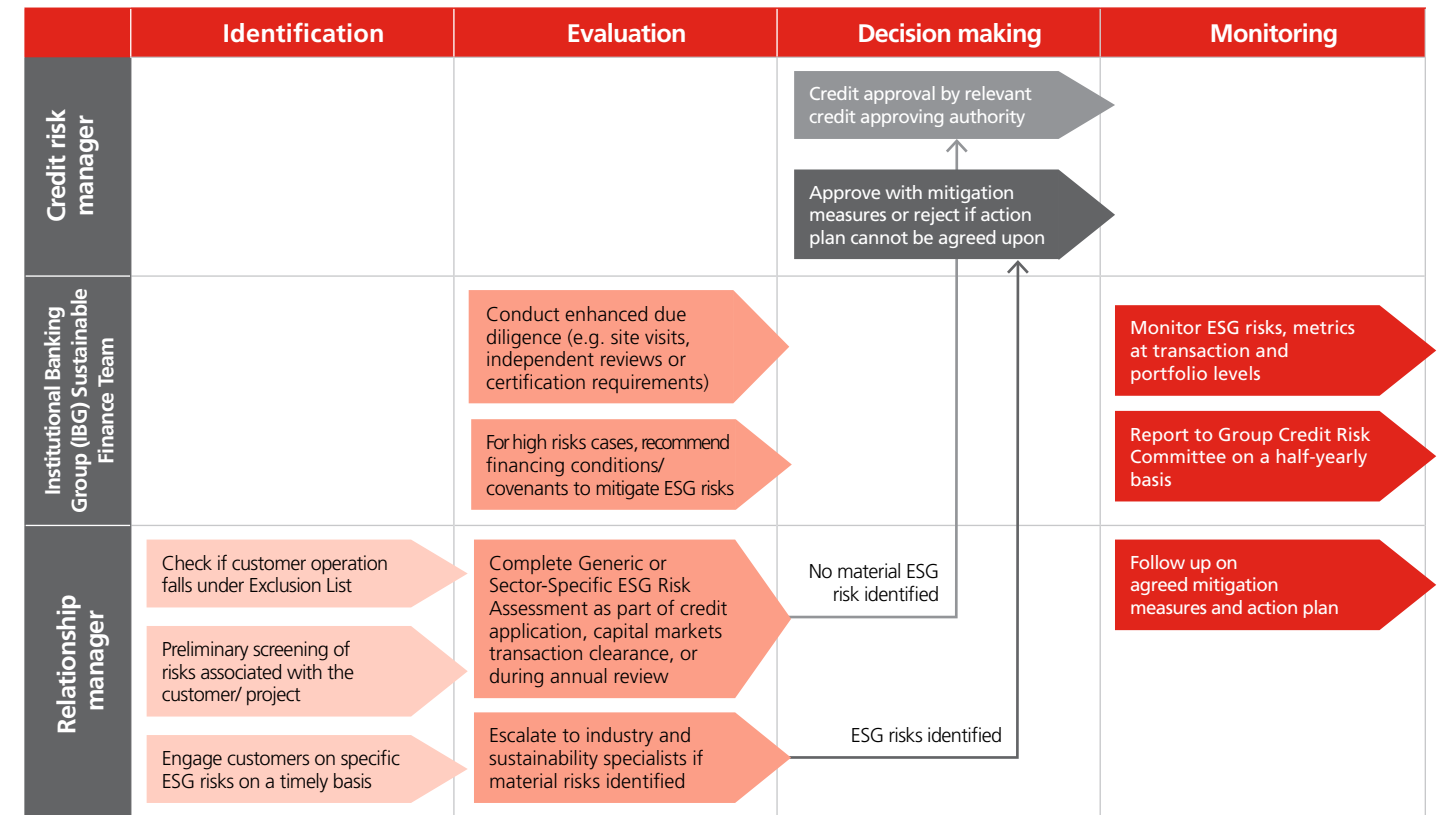 Identification
Evaluation
Decision making
Monitoring
Credit risk
manager
Credit approval by relevant
credit approving authority
Approve with mitigation
measures or reject if action
plan cannot be agreed upon
Institutional Banking
Group (IBG) Sustainable
Finance Team
Conduct enhanced due
diligence (e.g. site visits,
independent reviews or
certification requirements)
For high risks cases, recommend
financing conditions/
covenants to mitigate ESG risks
Monitor ESG risks, metrics
at transaction and
portfolio levels
Report to Group Credit Risk
Committee on a half-yearly
basis
Relationship
manager
Check if customer operation
falls under Exclusion List
Preliminary screening of
risks associated with the
customer/ project
Engage customers on specific
ESG risks on a timely basis
Complete Generic or
Sector-Specific ESG Risk
Assessment as part of credit
application, capital markets
transaction clearance, or
during annual review
Escalate to industry and
sustainability specialists if
material risks identified
No material ESG
risk identified
ESG risks identified
Follow up on
agreed mitigation
measures and action plan